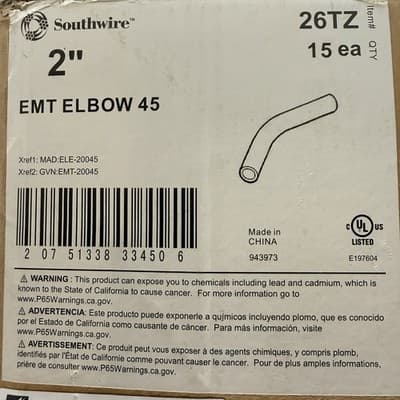 Southwire™
26TZ
Item#
2"
15 ea
QTY
EMT ELBOW 45
Xref1: MAD:ELE-20045
Xref2: GVN:EMT-20045
2 07 51338 33450 6
Made in
CHINA
943973
c UL us
LISTED
E197604
⚠ WARNING : This product can expose you to chemicals including lead and cadmium, which is
known to the State of California to cause cancer. For more information go to
www.P65Warnings.ca.gov.
⚠ ADVERTENCIA: Este producto puede exponerle a qujmicos incluyendo plomo, que es conocido
por el Estado de California como causante de cáncer. Para más información, visite
www.P65Warnings.ca.gov.
⚠ AVERTISSEMENT: Ce produit peut vous exposer à des agents chimiques, y compris plomb,
identifiés par l'État de Californie comme pouvant causer le cancer. Pour de plus amples informations,
prière de consulter www.P65Warnings.ca.gov.